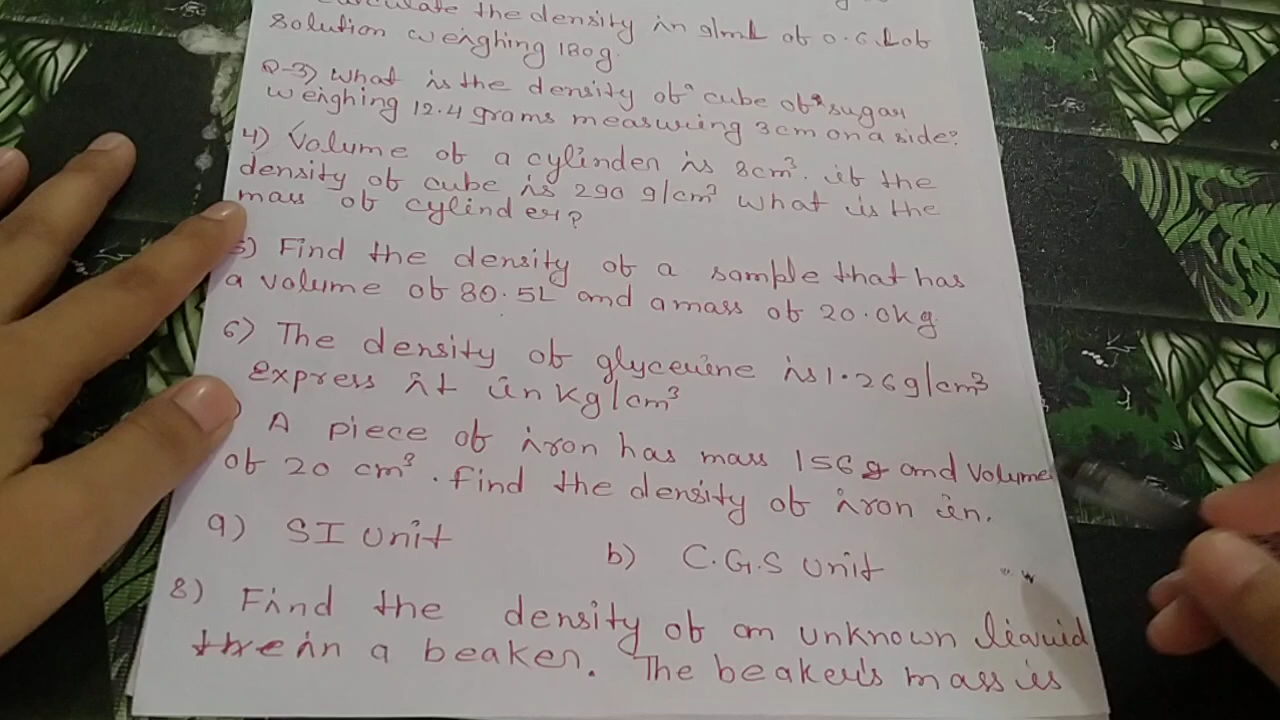 the density in g/mL of 0.6 L of
solution weighing 180g.
Q-3) What is the density of a cube of sugar
weighing 12.4 grams measuring 3cm on a side?
4) Volume of a cylinder is 8cm³. if the
density of cube is 290 g/cm³ what is the
mass of cylinder?
5) Find the density of a sample that has
a volume of 80.5L and a mass of 20.0kg.
6) The density of glycerine is 1.26g/cm³
express it in kg/cm³
) A piece of iron has mass 156 g and volume
of 20 cm³. find the density of iron in.
a) SI Unit
b) C.G.S Unit
8) Find the density of an unknown liquid
in a beaker. The beaker's mass is